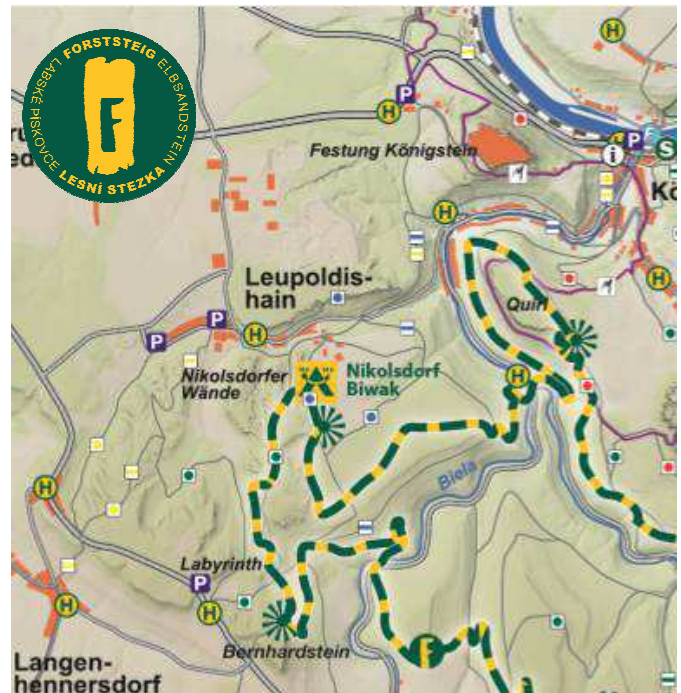 FORSTSTEIG ELBSANDSTEIN
LABSKÉ PÍSKOVCE LESNÍ STEZKA
F
H
P
H
P
i
S
Festung Königstein
H
Kö
Leupoldis-
hain
Quirl
H
P
P
H
Nikolsdorfer
Wände
Nikolsdorf
Biwak
H
Biela
H
Labyrinth
P
H
H
Bernhardstein
F
Langen-
hennersdorf